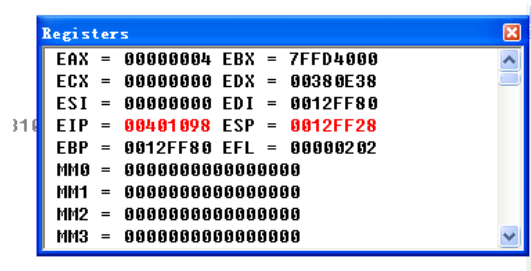 Registers
EAX = 00000004 EBX = 7FFD4000
ECX = 00000000 EDX = 00380E38
ESI = 00000000 EDI = 0012FF80
EIP = 00401098 ESP = 0012FF28
EBP = 0012FF80 EFL = 00000202
MM0 = 0000000000000000
MM1 = 0000000000000000
MM2 = 0000000000000000
MM3 = 0000000000000000